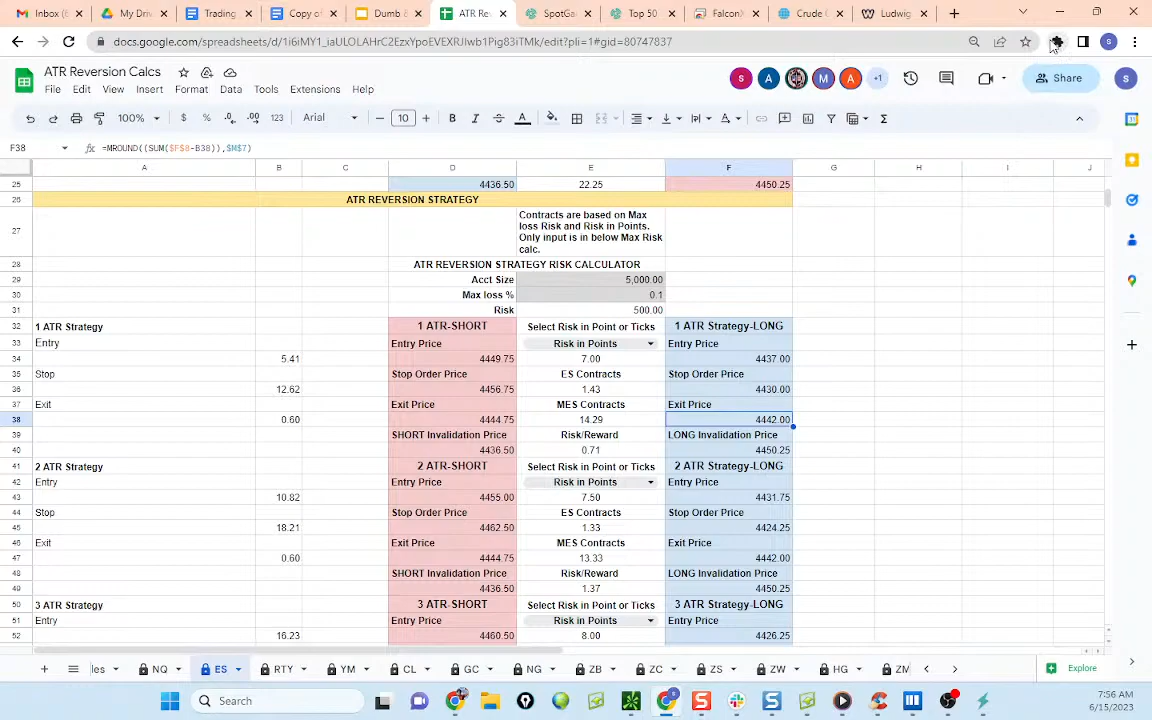 Inbox (6
My Driv
Trading
Copy o
Dumb &
ATR Re
SpotGa
Top 50
FalconX
Crude
Ludwig
docs.google.com/spreadsheets/d/1i6iMY1_iaULOLAHrC2EzxYpoEVEXRJIwb1Pig83iTMk/edit?pli=1#gid=80747837
S
ATR Reversion Calcs
S A M A +1 Share S
File Edit View Insert Format Data Tools Extensions Help
100% $ % .0 .00 123 Arial 10 B I A
F38 fx =MROUND((SUM($F$8-B38)),$M$7)
A B C D E F G H I J
25 4436.50 22.25 4450.25
26 ATR REVERSION STRATEGY
27 Contracts are based on Max
loss Risk and Risk in Points.
Only input is in below Max Risk
calc.
28 ATR REVERSION STRATEGY RISK CALCULATOR
29 Acct Size 5,000.00
30 Max loss % 0.1
31 Risk 500.00
32 1 ATR Strategy 1 ATR-SHORT Select Risk in Point or Ticks 1 ATR Strategy-LONG
33 Entry Entry Price Risk in Points Entry Price
34 5.41 4449.75 7.00 4437.00
35 Stop Stop Order Price ES Contracts Stop Order Price
36 12.62 4456.75 1.43 4430.00
37 Exit Exit Price MES Contracts Exit Price
38 0.60 4444.75 14.29 4442.00
39 SHORT Invalidation Price Risk/Reward LONG Invalidation Price
40 4436.50 0.71 4450.25
41 2 ATR Strategy 2 ATR-SHORT Select Risk in Point or Ticks 2 ATR Strategy-LONG
42 Entry Entry Price Risk in Points Entry Price
43 10.82 4455.00 7.50 4431.75
44 Stop Stop Order Price ES Contracts Stop Order Price
45 18.21 4462.50 1.33 4424.25
46 Exit Exit Price MES Contracts Exit Price
47 0.60 4444.75 13.33 4442.00
48 SHORT Invalidation Price Risk/Reward LONG Invalidation Price
49 4436.50 1.37 4450.25
50 3 ATR Strategy 3 ATR-SHORT Select Risk in Point or Ticks 3 ATR Strategy-LONG
51 Entry Entry Price Risk in Points Entry Price
52 16.23 4460.50 8.00 4426.25
les NQ ES RTY YM CL GC NG ZB ZC ZS ZW HG ZM Explore
Search
7:56 AM
6/15/2023